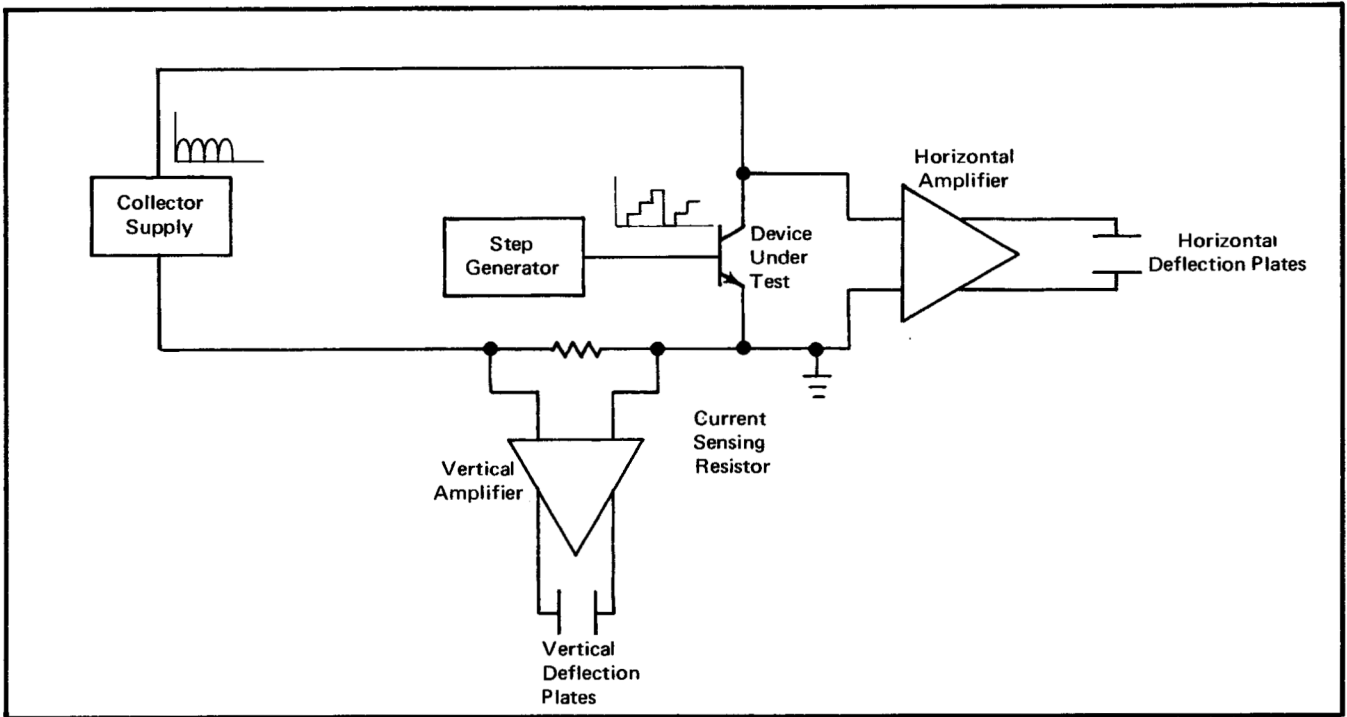 Collector
Supply
Step
Generator
Device
Under
Test
Horizontal
Amplifier
Horizontal
Deflection Plates
Current
Sensing
Resistor
Vertical
Amplifier
Vertical
Deflection
Plates